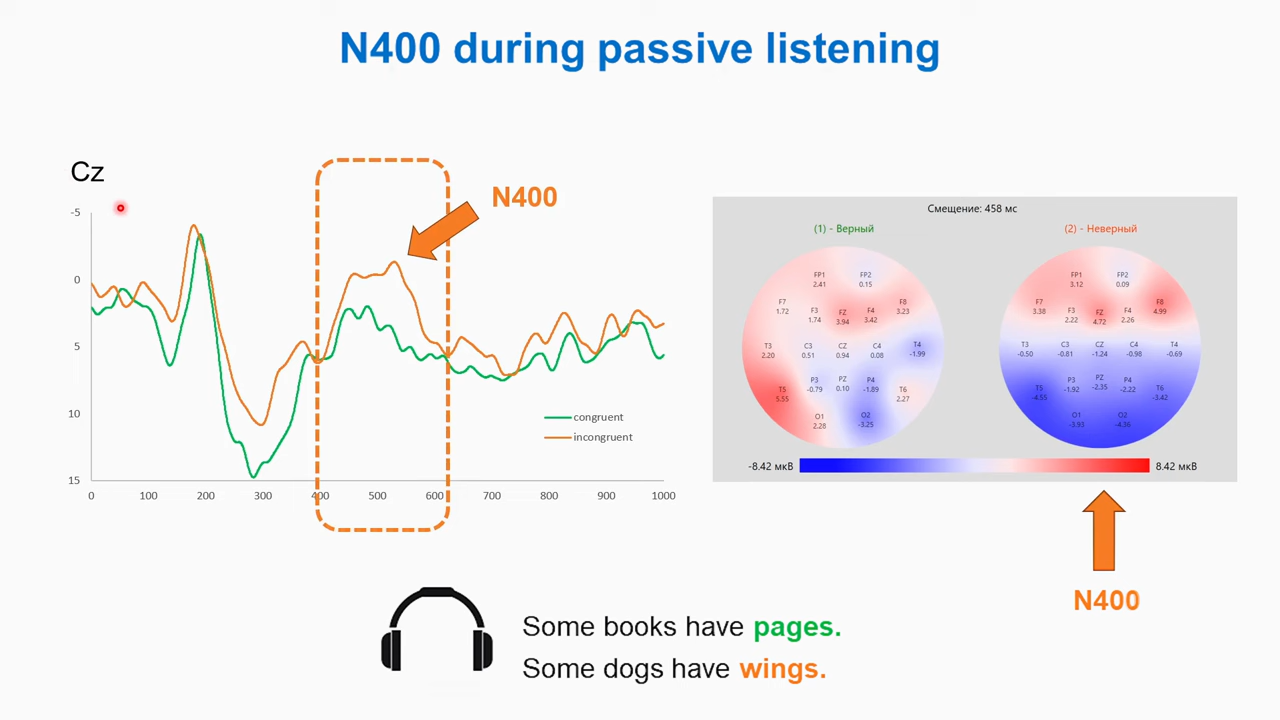 N400 during passive listening
Cz
N400
-5
0
5
10
15
0 100 200 300 400 500 600 700 800 900 1000
congruent
incongruent
Смещение: 458 мс
(1) - Верный
FP1 FP2
2.41 0.15
F7 F3 FZ F4 F8
1.72 1.74 3.94 3.42 3.23
T3 C3 CZ C4 T4
2.20 0.51 0.94 0.08 -1.99
T5 P3 PZ P4 T6
5.55 -0.79 0.10 -1.89 2.27
O1 O2
2.28 -3.25
(2) - Неверный
FP1 FP2
3.12 0.09
F7 F3 FZ F4 F8
3.38 2.22 4.72 2.26 4.99
T3 C3 CZ C4 T4
-0.50 -0.81 -1.24 -0.98 -0.69
T5 P3 PZ P4 T6
-4.55 -1.92 -2.35 -2.22 -3.42
O1 O2
-3.93 -4.36
-8.42 мкВ 8.42 мкВ
N400
Some books have pages.
Some dogs have wings.